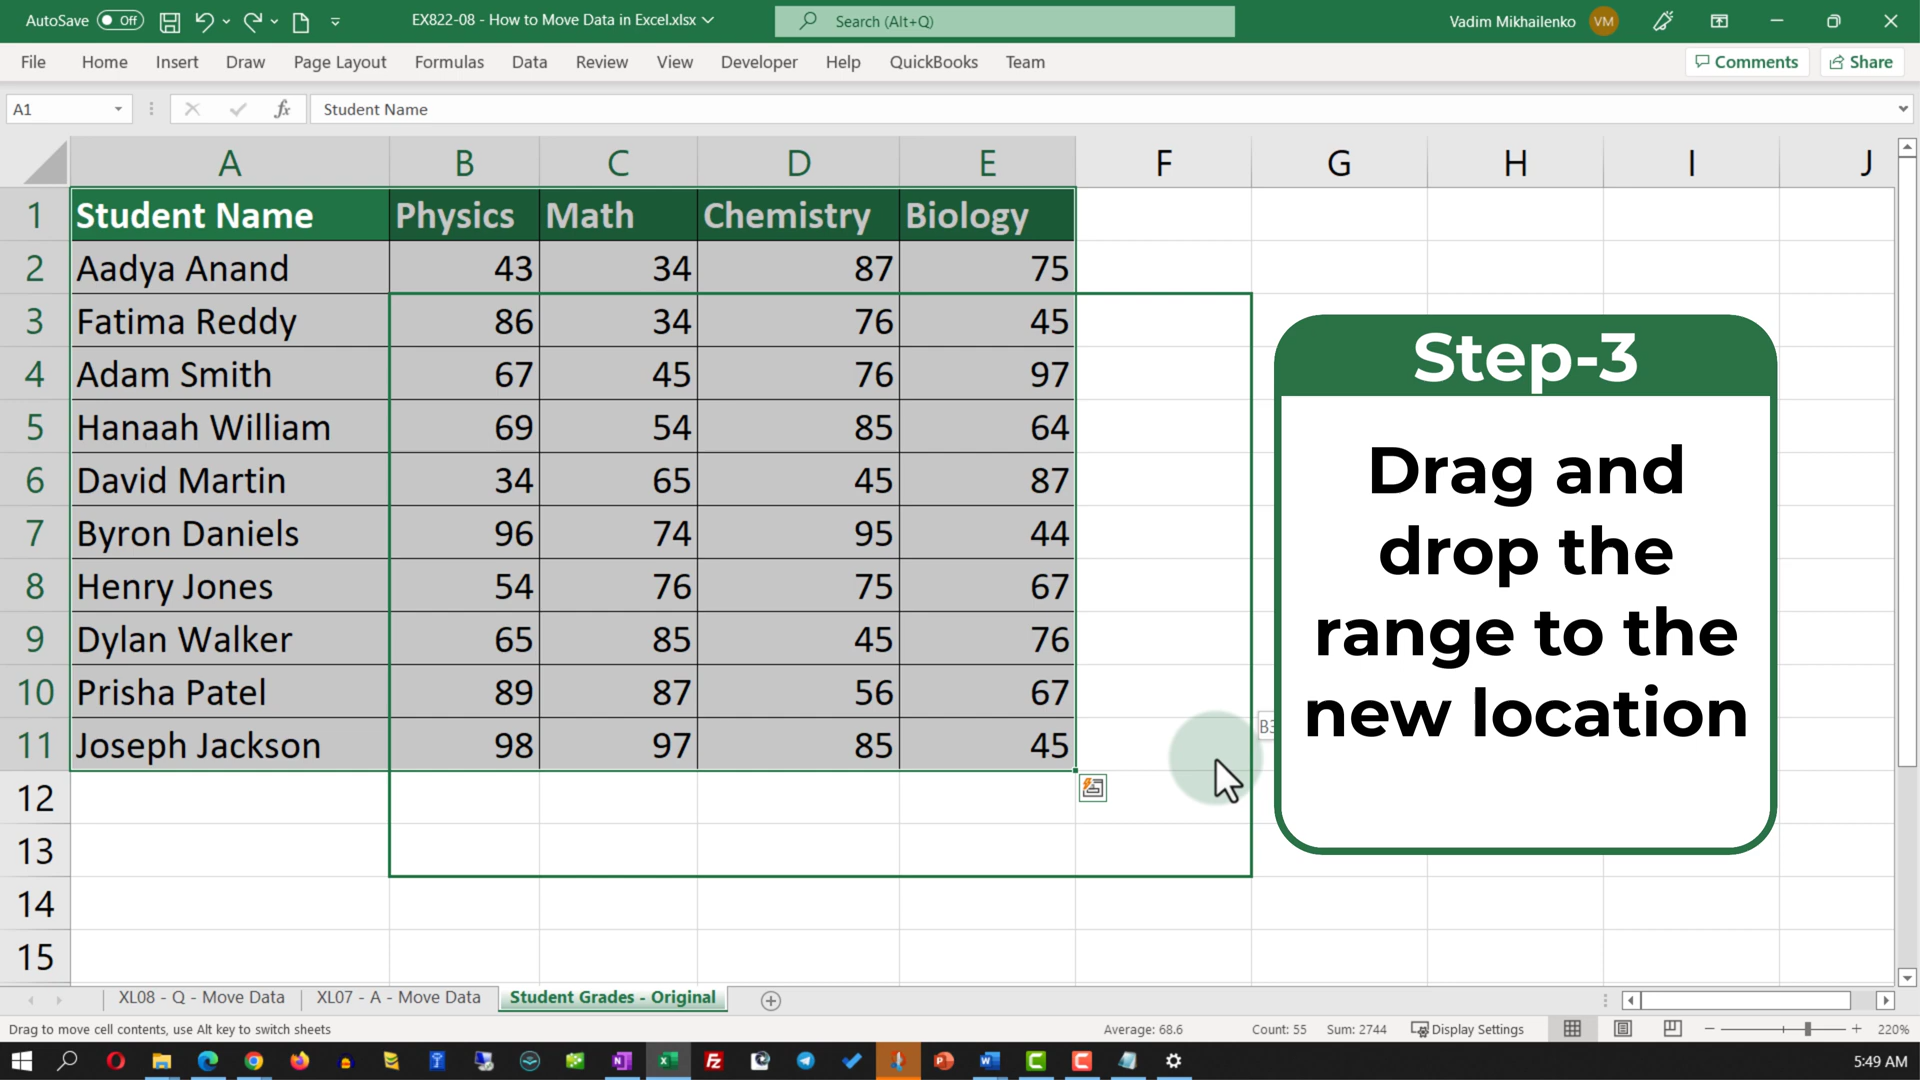 AutoSave Off EX822-08 - How to Move Data in Excel.xlsx Search (Alt+Q) Vadim Mikhailenko VM
File Home Insert Draw Page Layout Formulas Data Review View Developer Help QuickBooks Team Comments Share
A1 fx Student Name
A B C D E F G H I J
1 Student Name Physics Math Chemistry Biology
2 Aadya Anand 43 34 87 75
3 Fatima Reddy 86 34 76 45
4 Adam Smith 67 45 76 97
5 Hanaah William 69 54 85 64
6 David Martin 34 65 45 87
7 Byron Daniels 96 74 95 44
8 Henry Jones 54 76 75 67
9 Dylan Walker 65 85 45 76
10 Prisha Patel 89 87 56 67
11 Joseph Jackson 98 97 85 45
12
13
14
15
Step-3
Drag and
drop the
range to the
new location
XL08 - Q - Move Data XL07 - A - Move Data Student Grades - Original
Drag to move cell contents, use Alt key to switch sheets Average: 68.6 Count: 55 Sum: 2744 Display Settings 220%
5:49 AM